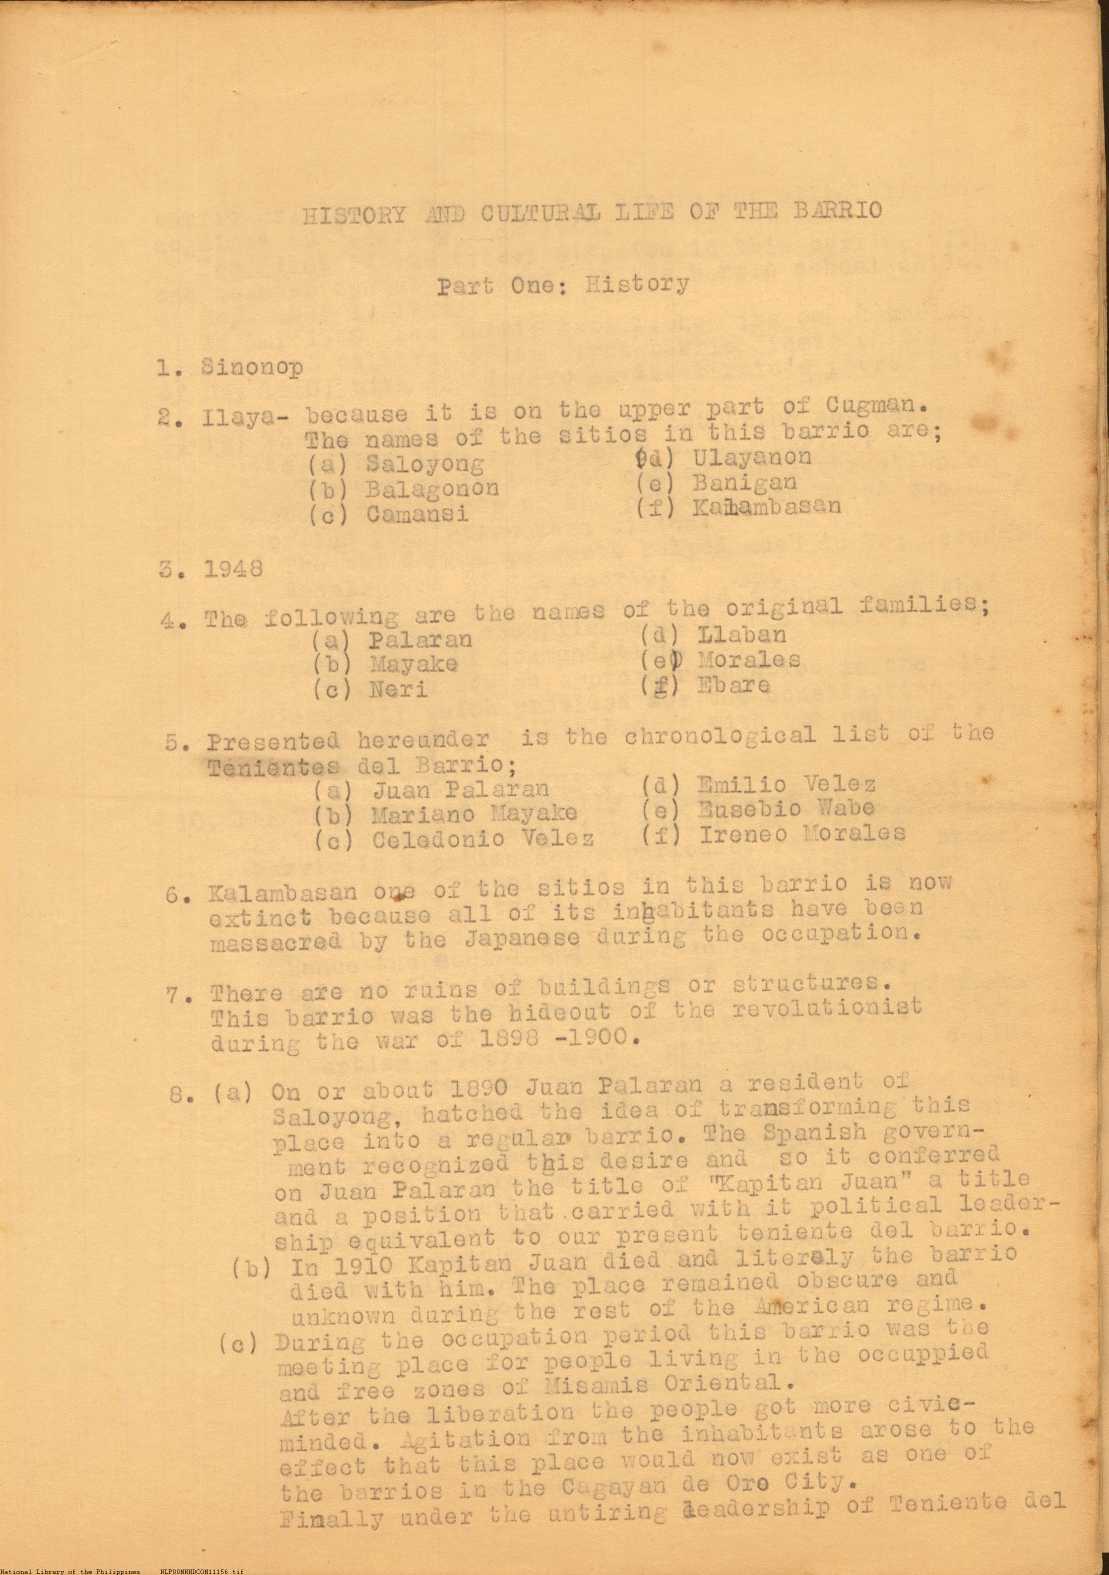 HISTORY AND CULTURAL LIFE OF THE BARRIO
Part One: History
1. Sinonop
2. Ilaya- because it is on the upper part of Cugman.
The names of the sitios in this barrio are;
(a) Saloyong (d) Ulayanon
(b) Balagonon (e) Banigan
(c) Camansi (f) Kalambasan
3. 1948
4. The following are the names of the original families;
(a) Palaran (d) Llaban
(b) Mayake (e) Morales
(c) Neri (f) Ebare
5. Presented hereunder is the chronological list of the
Tenientes del Barrio;
(a) Juan Palaran (d) Emilio Velez
(b) Mariano Mayake (e) Eusebio Wabe
(c) Celedonio Velez (f) Ireneo Morales
6. Kalambasan one of the sitios in this barrio is now
extinct because all of its inhabitants have been
massacred by the Japanese during the occupation.
7. There are no ruins of buildings or structures.
This barrio was the hideout of the revolutionist
during the war of 1898 -1900.
8. (a) On or about 1890 Juan Palaran a resident of
Saloyong, hatched the idea of transforming this
place into a regular barrio. The Spanish govern-
ment recognized this desire and so it conferred
on Juan Palaran the title of "Kapitan Juan" a title
and a position that carried with it political leader-
ship equivalent to our present teniente del barrio.
(b) In 1910 Kapitan Juan died and literaly the barrio
died with him. The place remained obscure and
unknown during the rest of the American regime.
(c) During the occupation period this barrio was the
meeting place for people living in the occuppied
and free zones of Misamis Oriental.
After the liberation the people got more civic-
minded. Agitation from the inhabitants arose to the
effect that this place would now exist as one of
the barrios in the Cagayan de Oro City.
Finally under the untiring leadership of Teniente del
National Library of the Philippines NLPRONHHDCON11156.tif